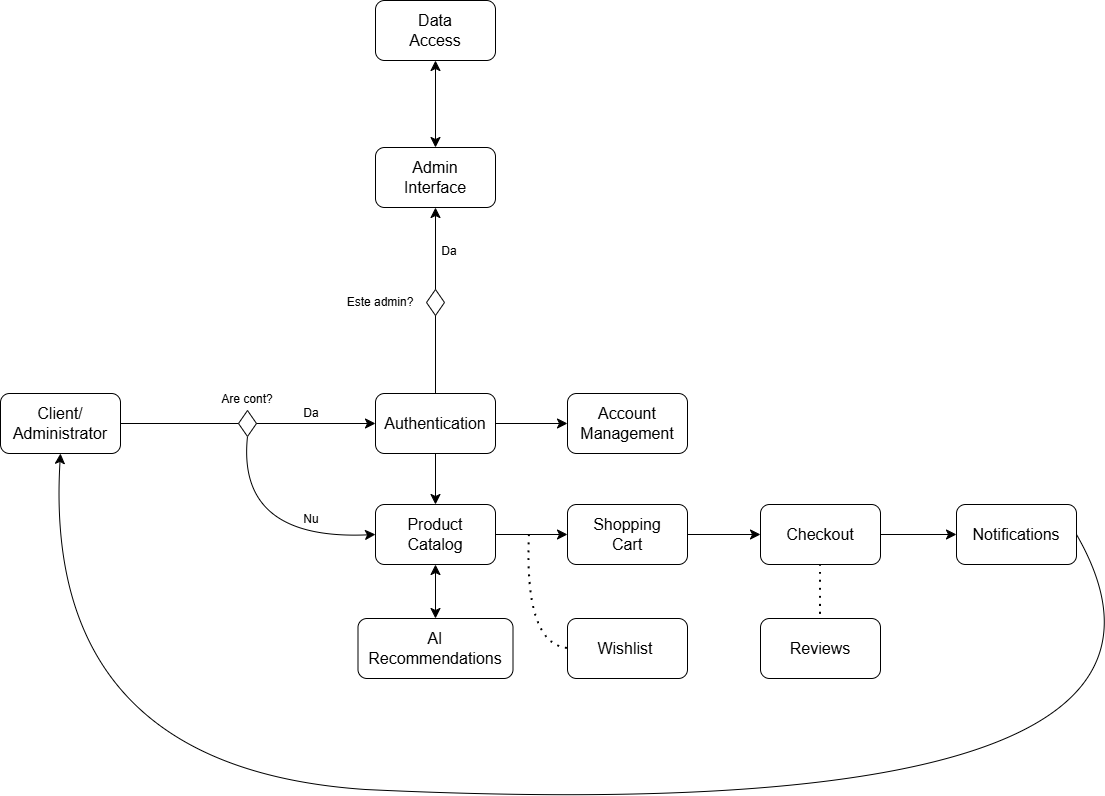 Data
Access
Admin
Interface
Da
Este admin?
Are cont?
Client/
Administrator
Da
Authentication
Account
Management
Nu
Product
Catalog
Shopping
Cart
Checkout
Notifications
AI
Recommendations
Wishlist
Reviews